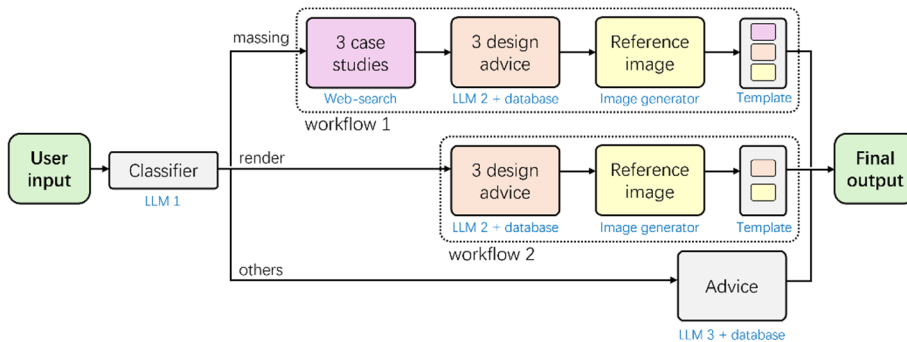 massing
3 case
studies
Web-search
3 design
advice
LLM 2 + database
Reference
image
Image generator
Template
workflow 1
User
input
Classifier
LLM 1
render
3 design
advice
LLM 2 + database
Reference
image
Image generator
Template
workflow 2
Final
output
others
Advice
LLM 3 + database